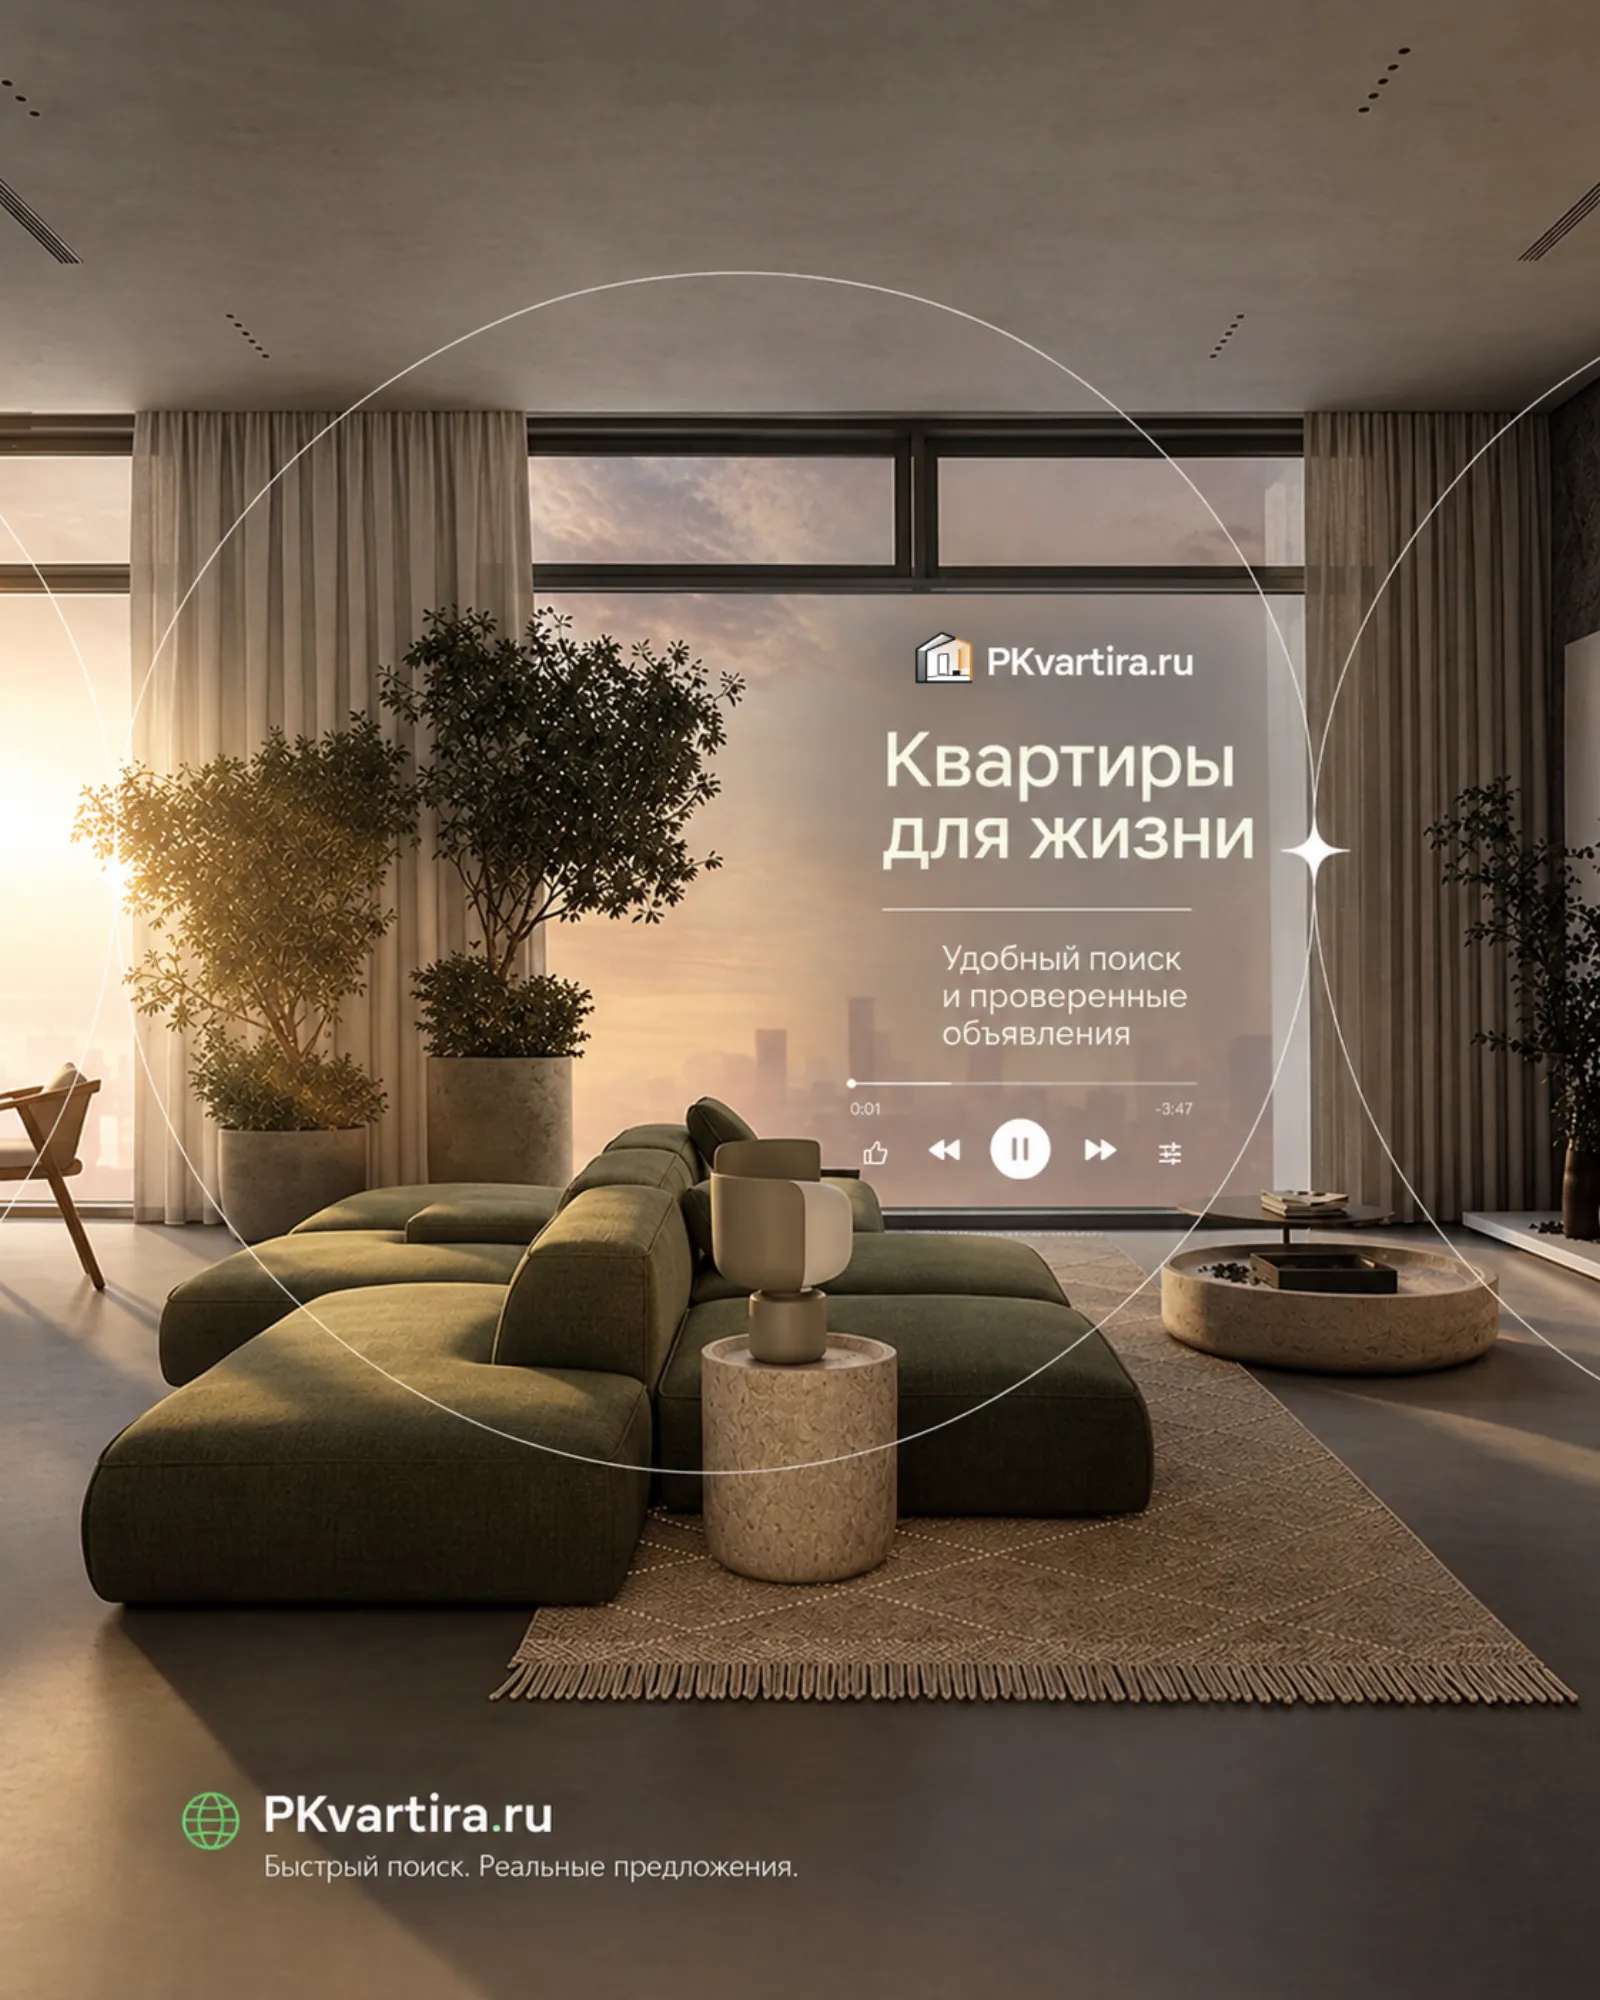 PKvartira.ru
Квартиры
для жизни
Удобный поиск
и проверенные
объявления
0:01 -3:47
PKvartira.ru
Быстрый поиск. Реальные предложения.